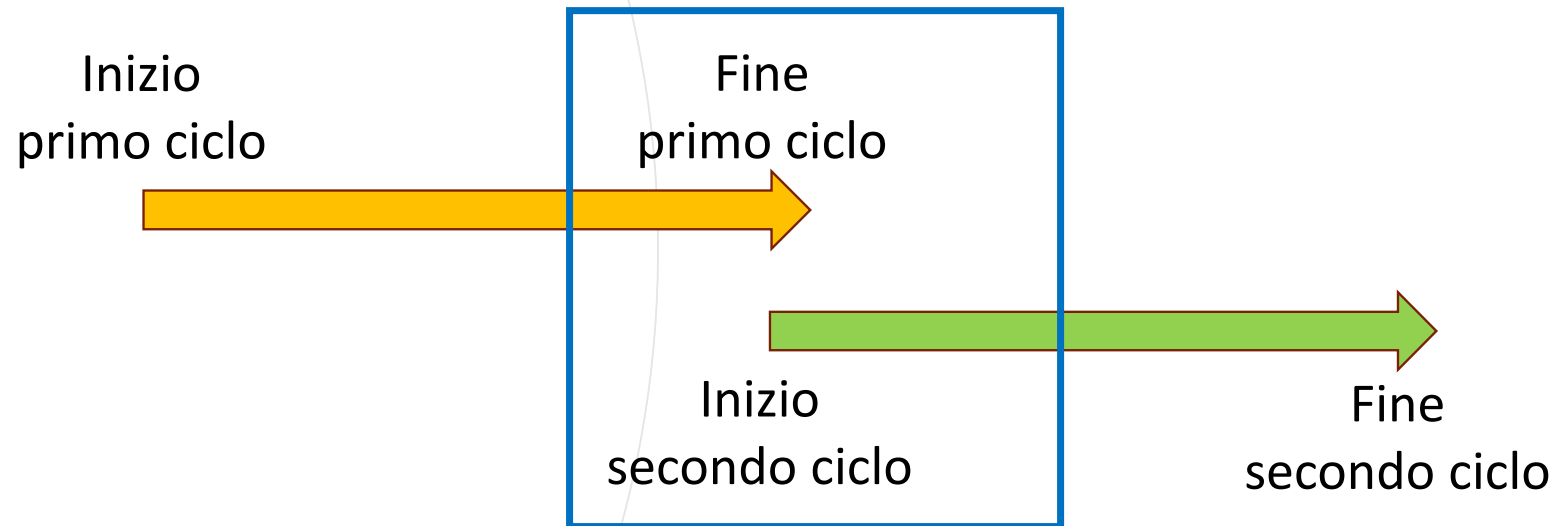 Inizio
primo ciclo
Fine
primo ciclo
Inizio
secondo ciclo
Fine
secondo ciclo